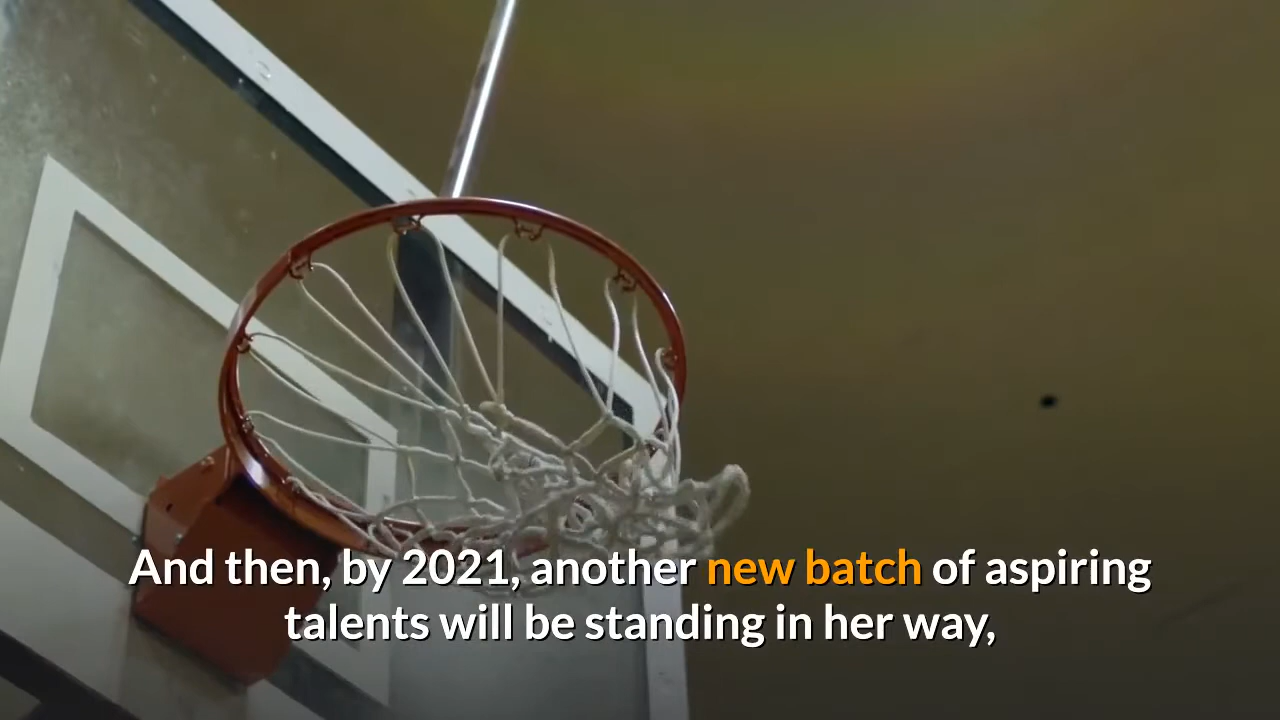 And then, by 2021, another new batch of aspiring
talents will be standing in her way,